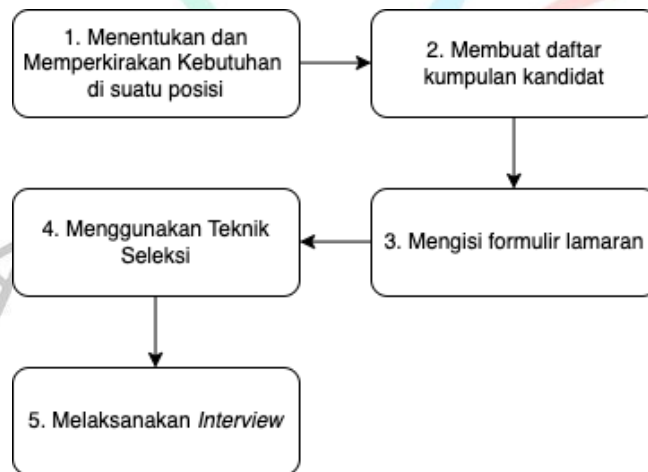 1. Menentukan dan
Memperkirakan Kebutuhan
di suatu posisi
2. Membuat daftar
kumpulan kandidat
3. Mengisi formulir lamaran
4. Menggunakan Teknik
Seleksi
5. Melaksanakan Interview